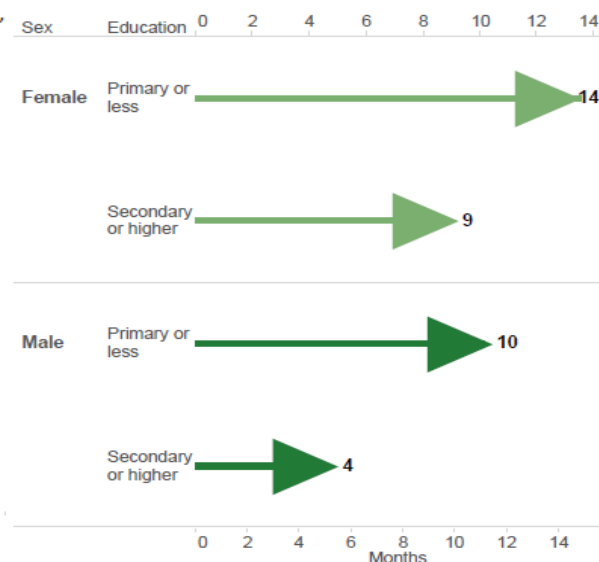 Sex Education 0 2 4 6 8 10 12 14
Female Primary or
less 14
Secondary
or higher 9
Male Primary or
less 10
Secondary
or higher 4
0 2 4 6 8 10 12 14
Months